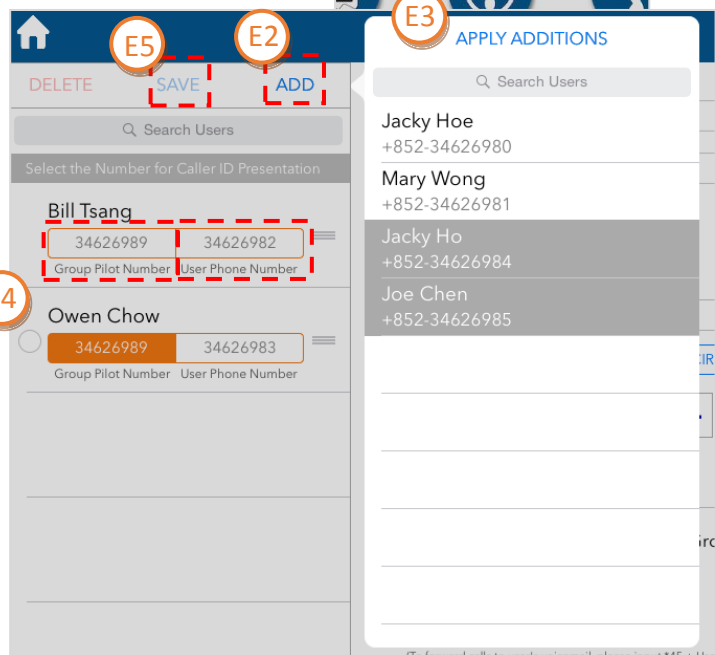 E5
E2
E3
APPLY ADDITIONS
DELETE
SAVE
ADD
Search Users
Search Users
Select the Number for Caller ID Presentation
Bill Tsang
34626989
34626982
Group Pilot Number
User Phone Number
4
Owen Chow
34626989
34626983
Group Pilot Number
User Phone Number
Jacky Hoe
+852-34626980
Mary Wong
+852-34626981
Jacky Ho
+852-34626984
Joe Chen
+852-34626985
CIR